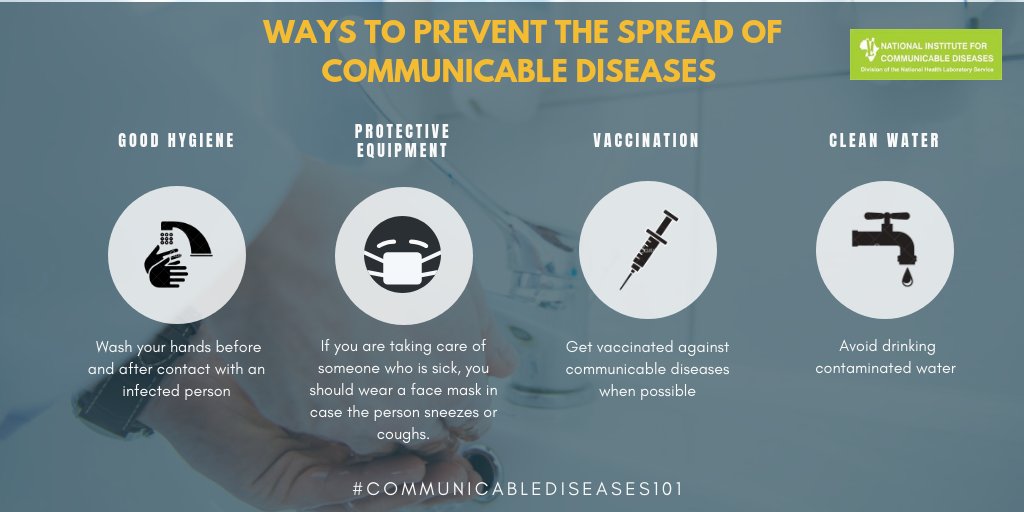 WAYS TO PREVENT THE SPREAD OF
COMMUNICABLE DISEASES
NATIONAL INSTITUTE FOR
COMMUNICABLE DISEASES
Division of the National Health Laboratory Service
GOOD HYGIENE
Wash your hands before
and after contact with an
infected person
PROTECTIVE
EQUIPMENT
If you are taking care of
someone who is sick, you
should wear a face mask in
case the person sneezes or
coughs.
VACCINATION
Get vaccinated against
communicable diseases
when possible
CLEAN WATER
Avoid drinking
contaminated water
#COMMUNICABLEDISEASES101